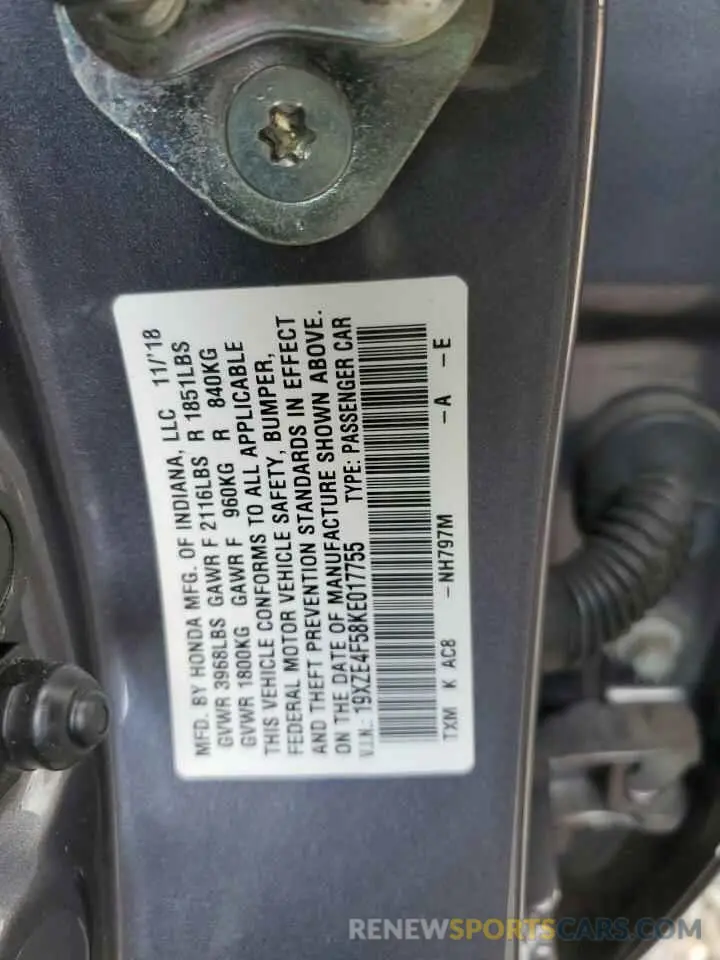 MFD. BY HONDA MFG. OF INDIANA, LLC 11/'18
GVWR 3968LBS GAWR F 2116LBS R 1851LBS
GVWR 1800KG GAWR F 960KG R 840KG
THIS VEHICLE CONFORMS TO ALL APPLICABLE
FEDERAL MOTOR VEHICLE SAFETY, BUMPER,
AND THEFT PREVENTION STANDARDS IN EFFECT
ON THE DATE OF MANUFACTURE SHOWN ABOVE.
V.I.N.: 19XZE4F58KE017755 TYPE: PASSENGER CAR
TXM K AC8 -NH797M -A -E
RENEWSPORTSCARS.COM